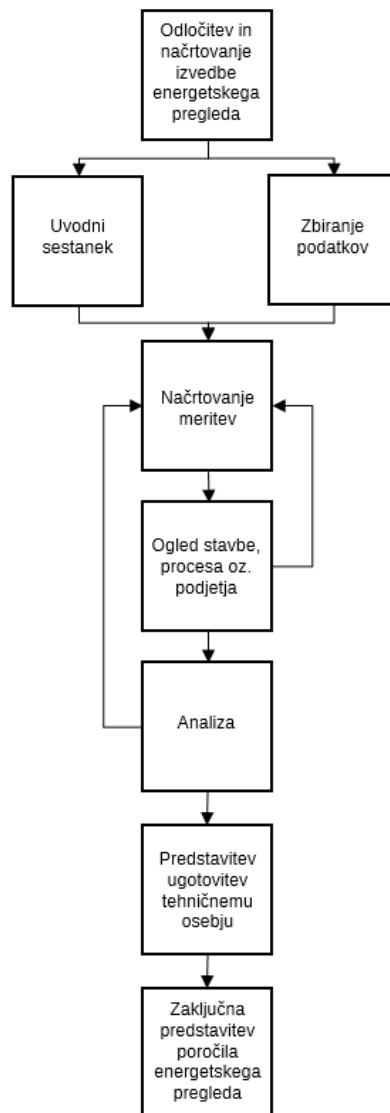 Odločitev in
načrtovanje
izvedbe
energetskega
pregleda
Uvodni
sestanek
Zbiranje
podatkov
Načrtovanje
meritev
Ogled stavbe,
procesa oz.
podjetja
Analiza
Predstavitev
ugotovitev
tehničnemu
osebju
Zaključna
predstavitev
poročila
energetskega
pregleda